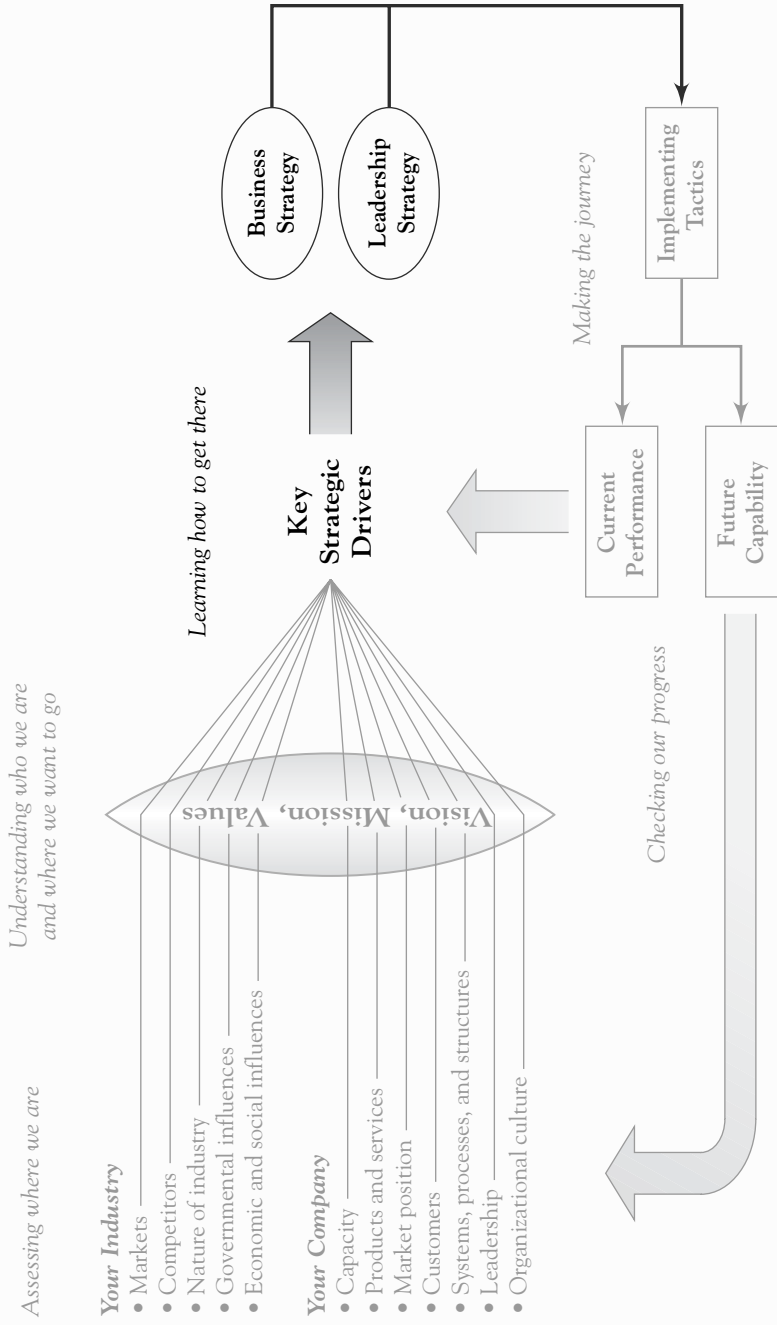 Assessing where we are
Understanding who we are
and where we want to go
Learning how to get there
Your Industry
• Markets
• Competitors
• Nature of industry
• Governmental influences
• Economic and social influences
Your Company
• Capacity
• Products and services
• Market position
• Customers
• Systems, processes, and structures
• Leadership
• Organizational culture
Vision, Mission, Values
Key
Strategic
Drivers
Business
Strategy
Leadership
Strategy
Making the journey
Implementing
Tactics
Current
Performance
Future
Capability
Checking our progress